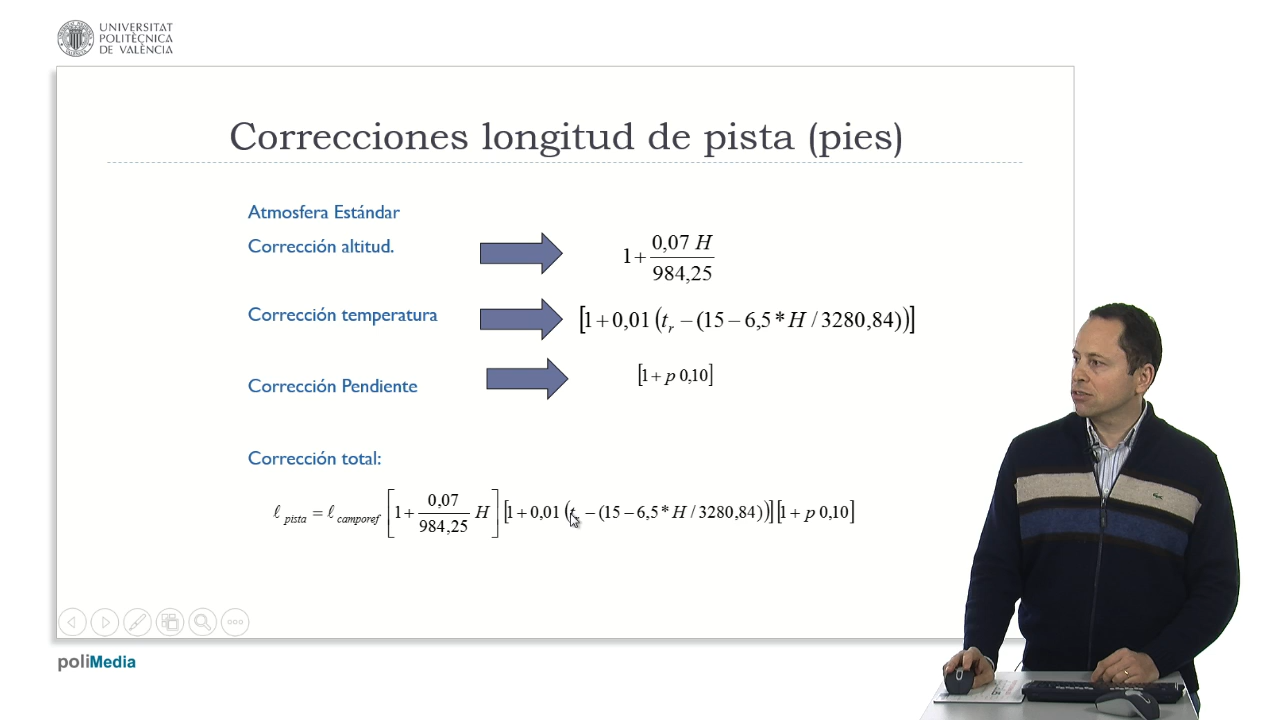 UNIVERSITAT
POLITÈCNICA
DE VALÈNCIA
Correcciones longitud de pista (pies)
Atmosfera Estándar
Corrección altitud.
1+ 0,07 H / 984,25
Corrección temperatura
[1+0,01 (t_r −(15−6,5*H /3280,84))]
Corrección Pendiente
[1+ p 0,10]
Corrección total:
ℓ pista = ℓ camporef [1+ 0,07 / 984,25 H] [1+0,01 (t_r −(15−6,5*H /3280,84))][1+ p 0,10]
poliMedia